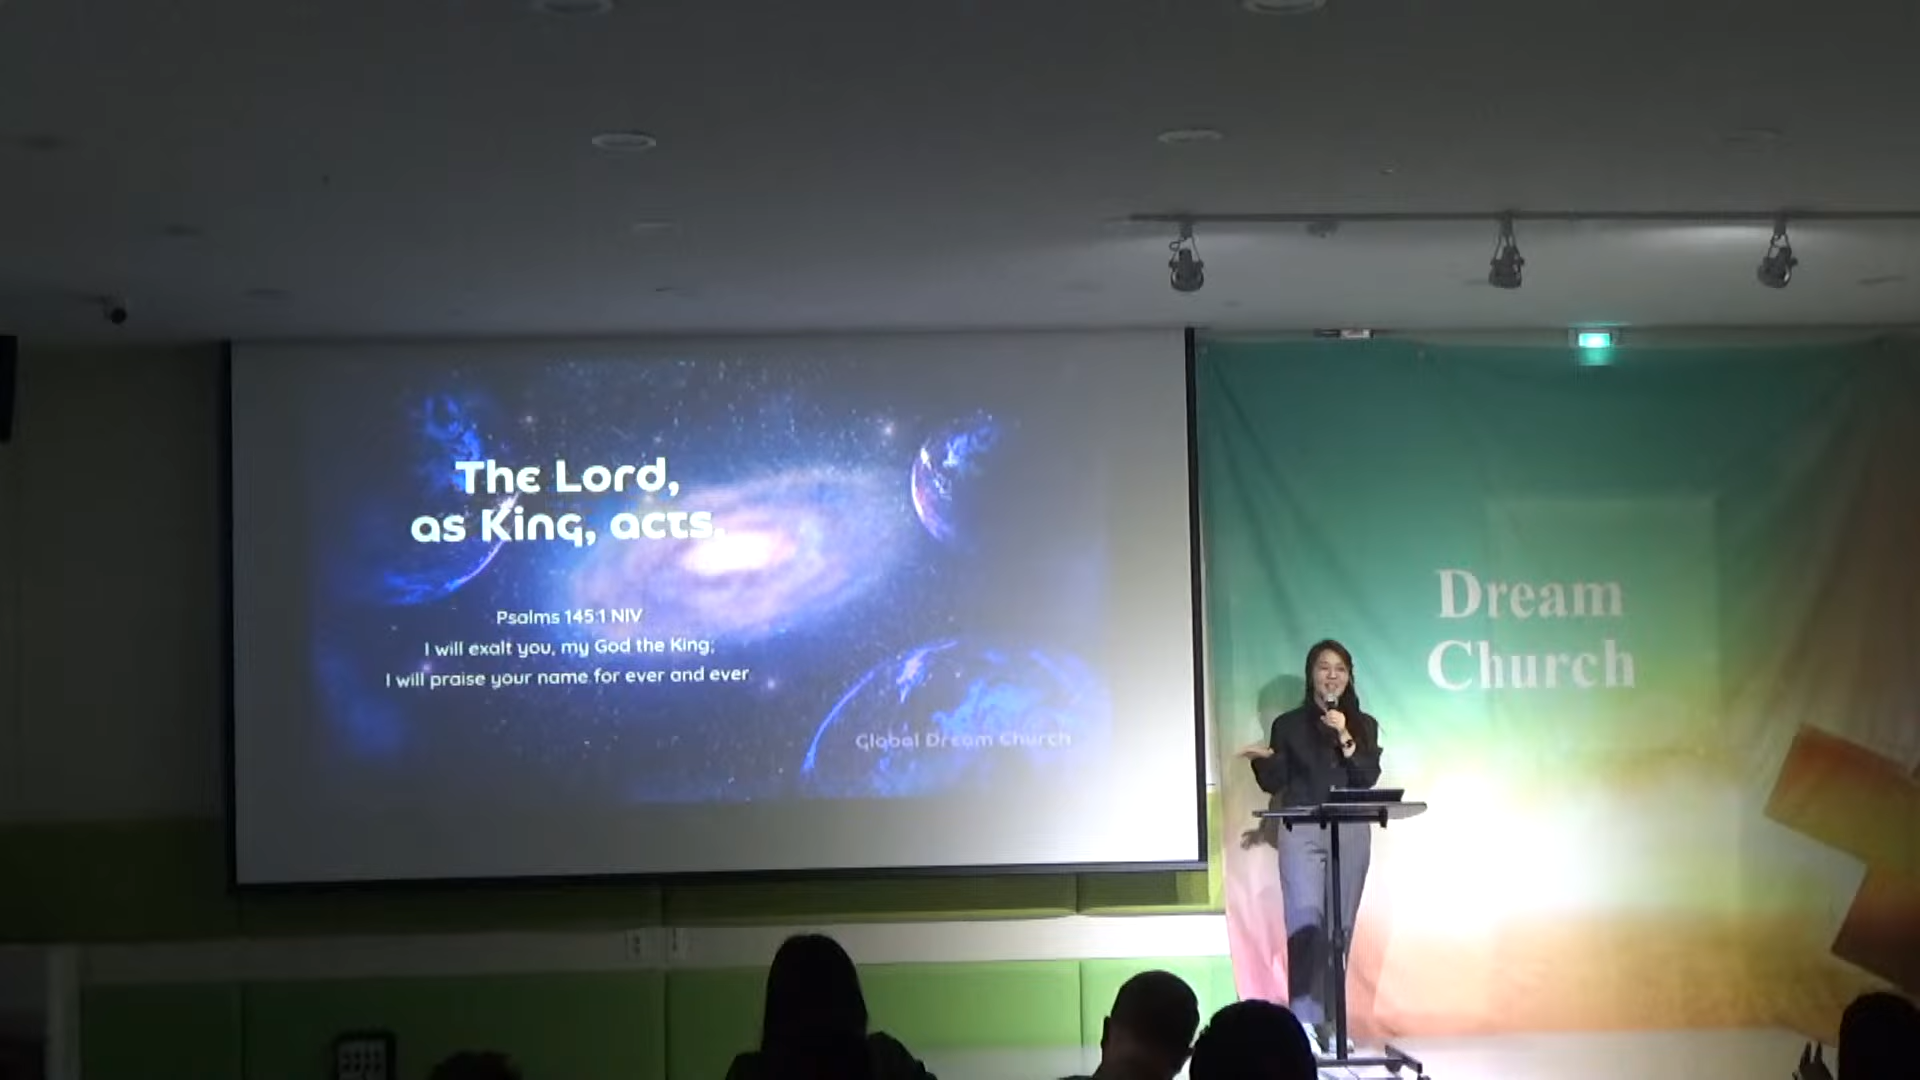 The Lord,
as King, acts.
Psalms 145:1 NIV
I will exalt you, my God the King;
I will praise your name for ever and ever
Global Dream Church
Dream
Church